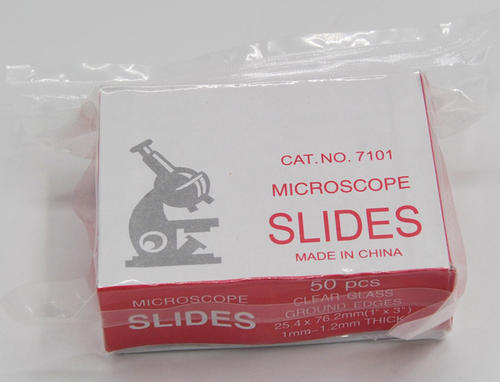 CAT. NO. 7101
MICROSCOPE
SLIDES
MADE IN CHINA
MICROSCOPE
SLIDES
50 pcs
CLEAR GLASS
GROUND EDGES
25.4 x 76.2mm(1" x 3")
1mm-1.2mm THICK